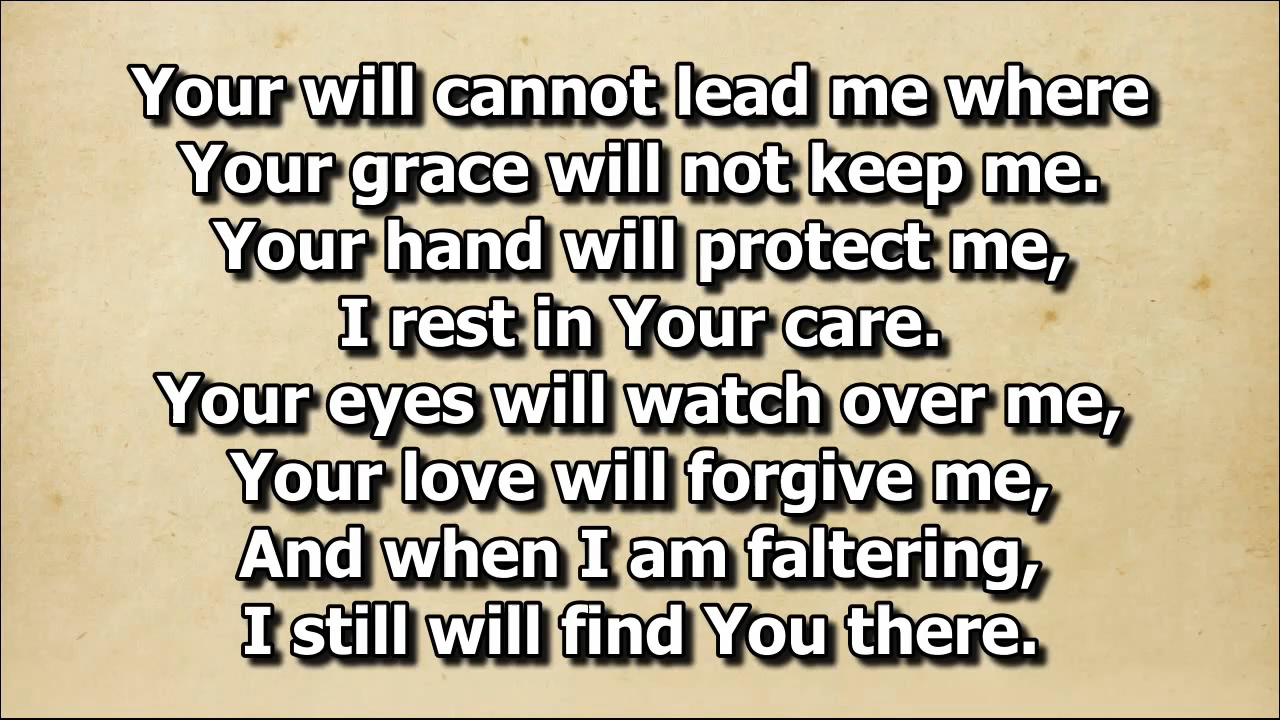 Your will cannot lead me where
Your grace will not keep me.
Your hand will protect me,
I rest in Your care.
Your eyes will watch over me,
Your love will forgive me,
And when I am faltering,
I still will find You there.